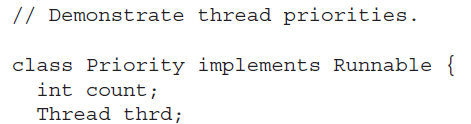 // Demonstrate thread priorities.

class Priority implements Runnable {
  int count;
  Thread thrd;